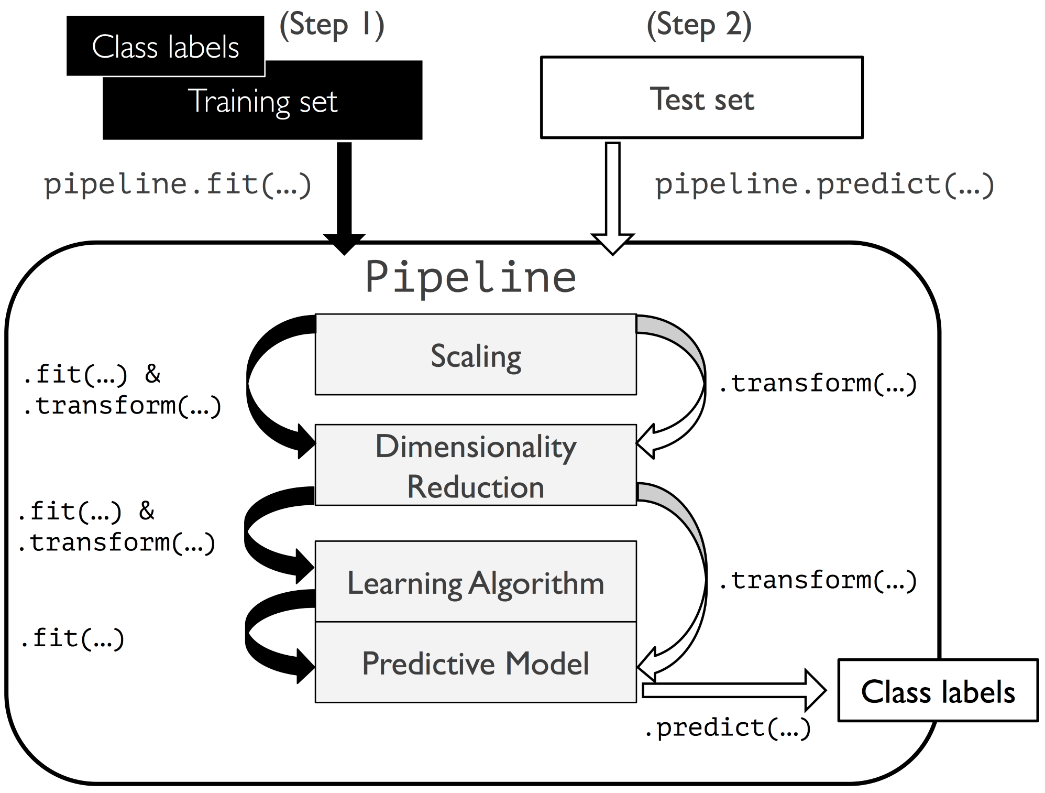 (Step 1)
(Step 2)
Class labels
Training set
Test set
pipeline.fit(…)
pipeline.predict(…)
Pipeline
Scaling
.fit(…) &
.transform(…)
.transform(…)
Dimensionality
Reduction
.fit(…) &
.transform(…)
Learning Algorithm
.transform(…)
.fit(…)
Predictive Model
Class labels
.predict(…)